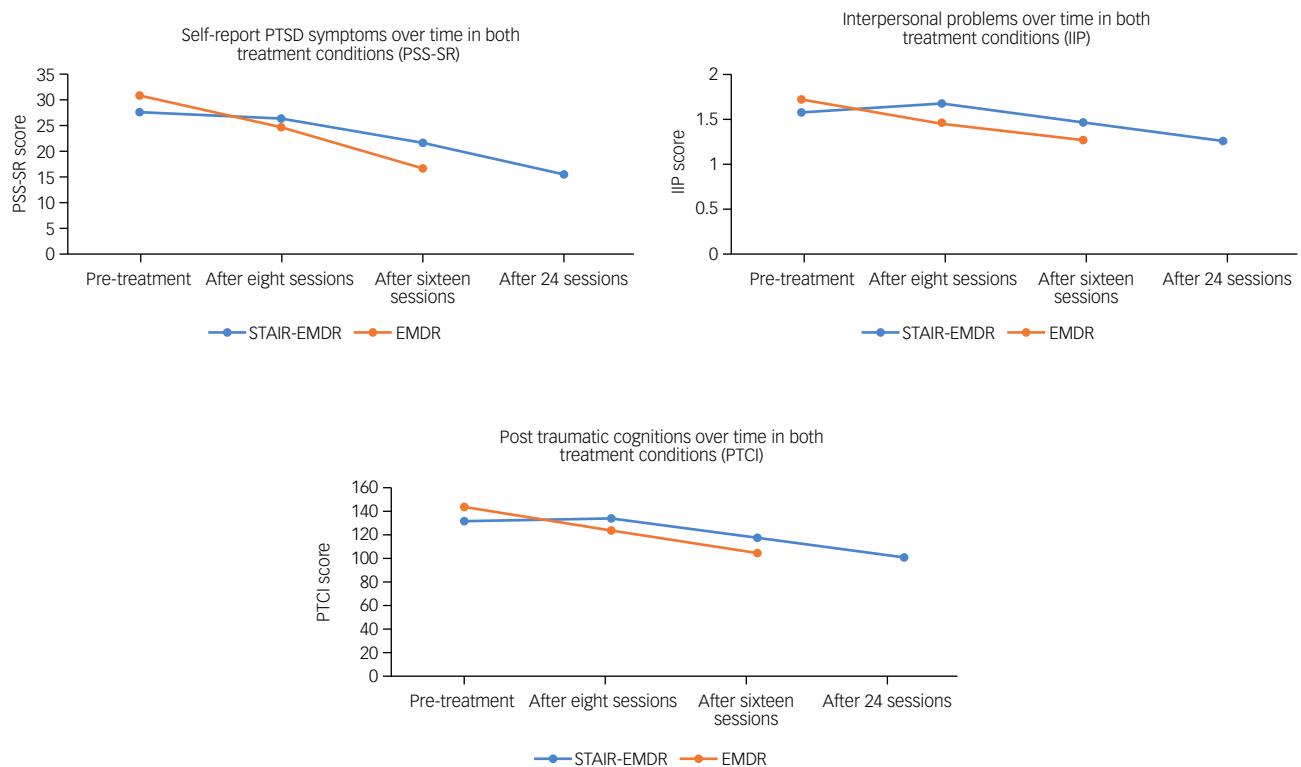 Self-report PTSD symptoms over time in both
treatment conditions (PSS-SR)
35
30
25
20
15
10
5
0
PSS-SR score
Pre-treatment
After eight sessions
After sixteen
sessions
After 24 sessions
STAIR-EMDR
EMDR
Interpersonal problems over time in both
treatment conditions (IIP)
2
1.5
1
0.5
0
IIP score
Pre-treatment
After eight sessions
After sixteen
sessions
After 24 sessions
STAIR-EMDR
EMDR
Post traumatic cognitions over time in both
treatment conditions (PTCI)
160
140
120
100
80
60
40
20
0
PTCI score
Pre-treatment
After eight sessions
After sixteen
sessions
After 24 sessions
STAIR-EMDR
EMDR